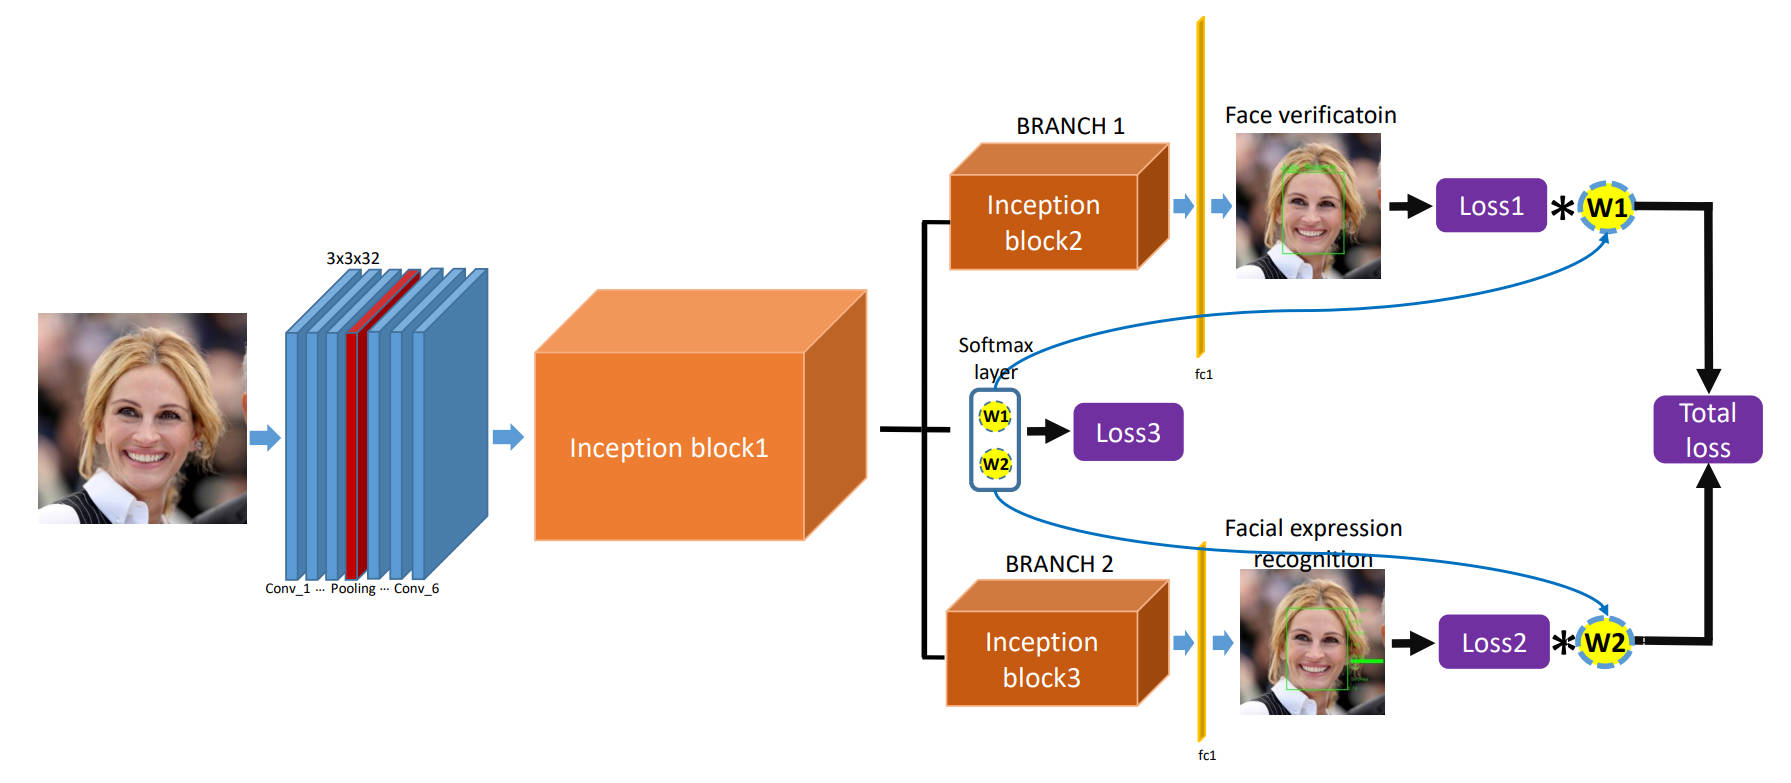 3x3x32
Conv_1 ... Pooling ... Conv_6
Inception block1
BRANCH 1
Inception
block2
fc1
Face verificatoin
Loss1
*
W1
Softmax
layer
W1
W2
Loss3
Total
loss
BRANCH 2
Inception
block3
fc1
Facial expression
recognition
Loss2
*
W2